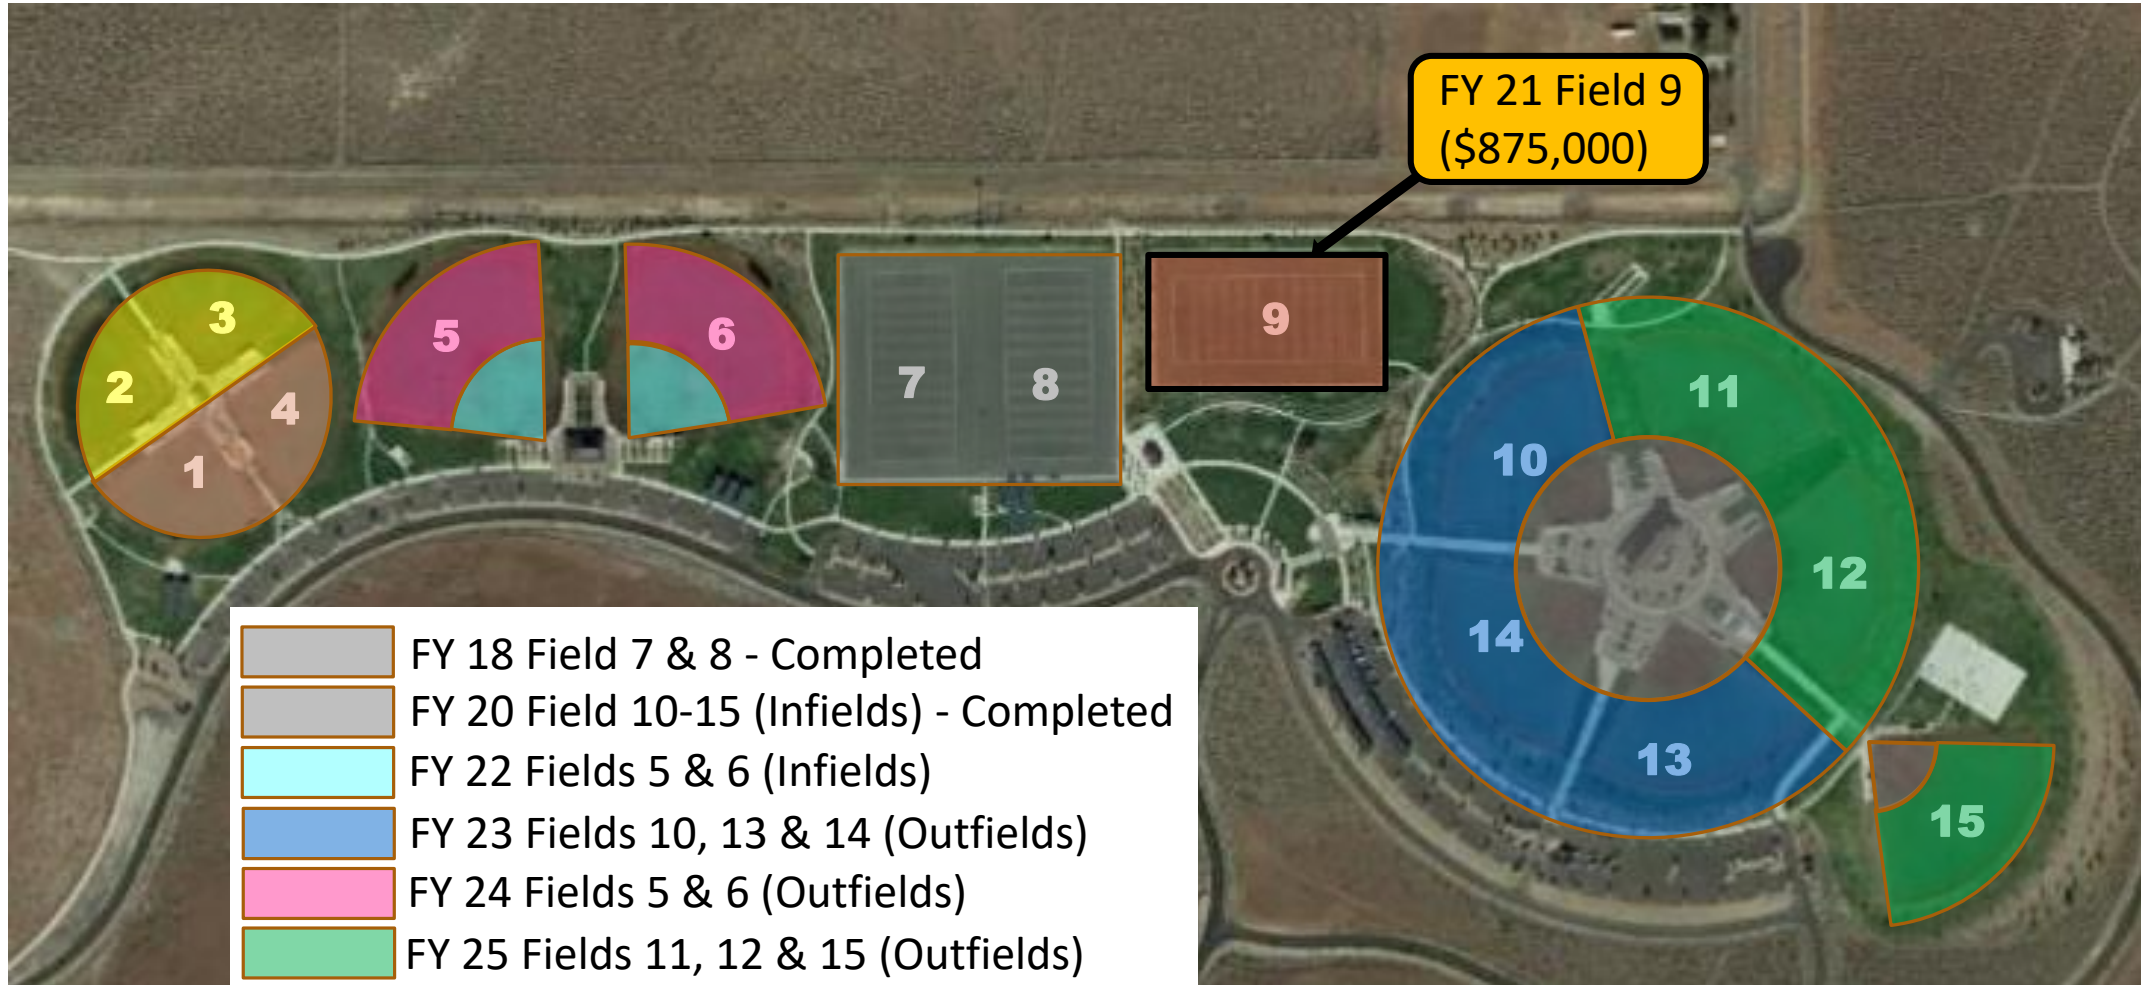 FY 21 Field 9
($875,000)
3
2
4
1
5
6
7
8
9
11
10
12
14
13
15
FY 18 Field 7 & 8 - Completed
FY 20 Field 10-15 (Infields) - Completed
FY 22 Fields 5 & 6 (Infields)
FY 23 Fields 10, 13 & 14 (Outfields)
FY 24 Fields 5 & 6 (Outfields)
FY 25 Fields 11, 12 & 15 (Outfields)